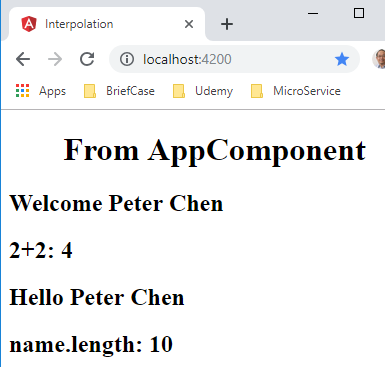 Interpolation
localhost:4200
Apps BriefCase Udemy MicroService
From AppComponent
Welcome Peter Chen
2+2: 4
Hello Peter Chen
name.length: 10